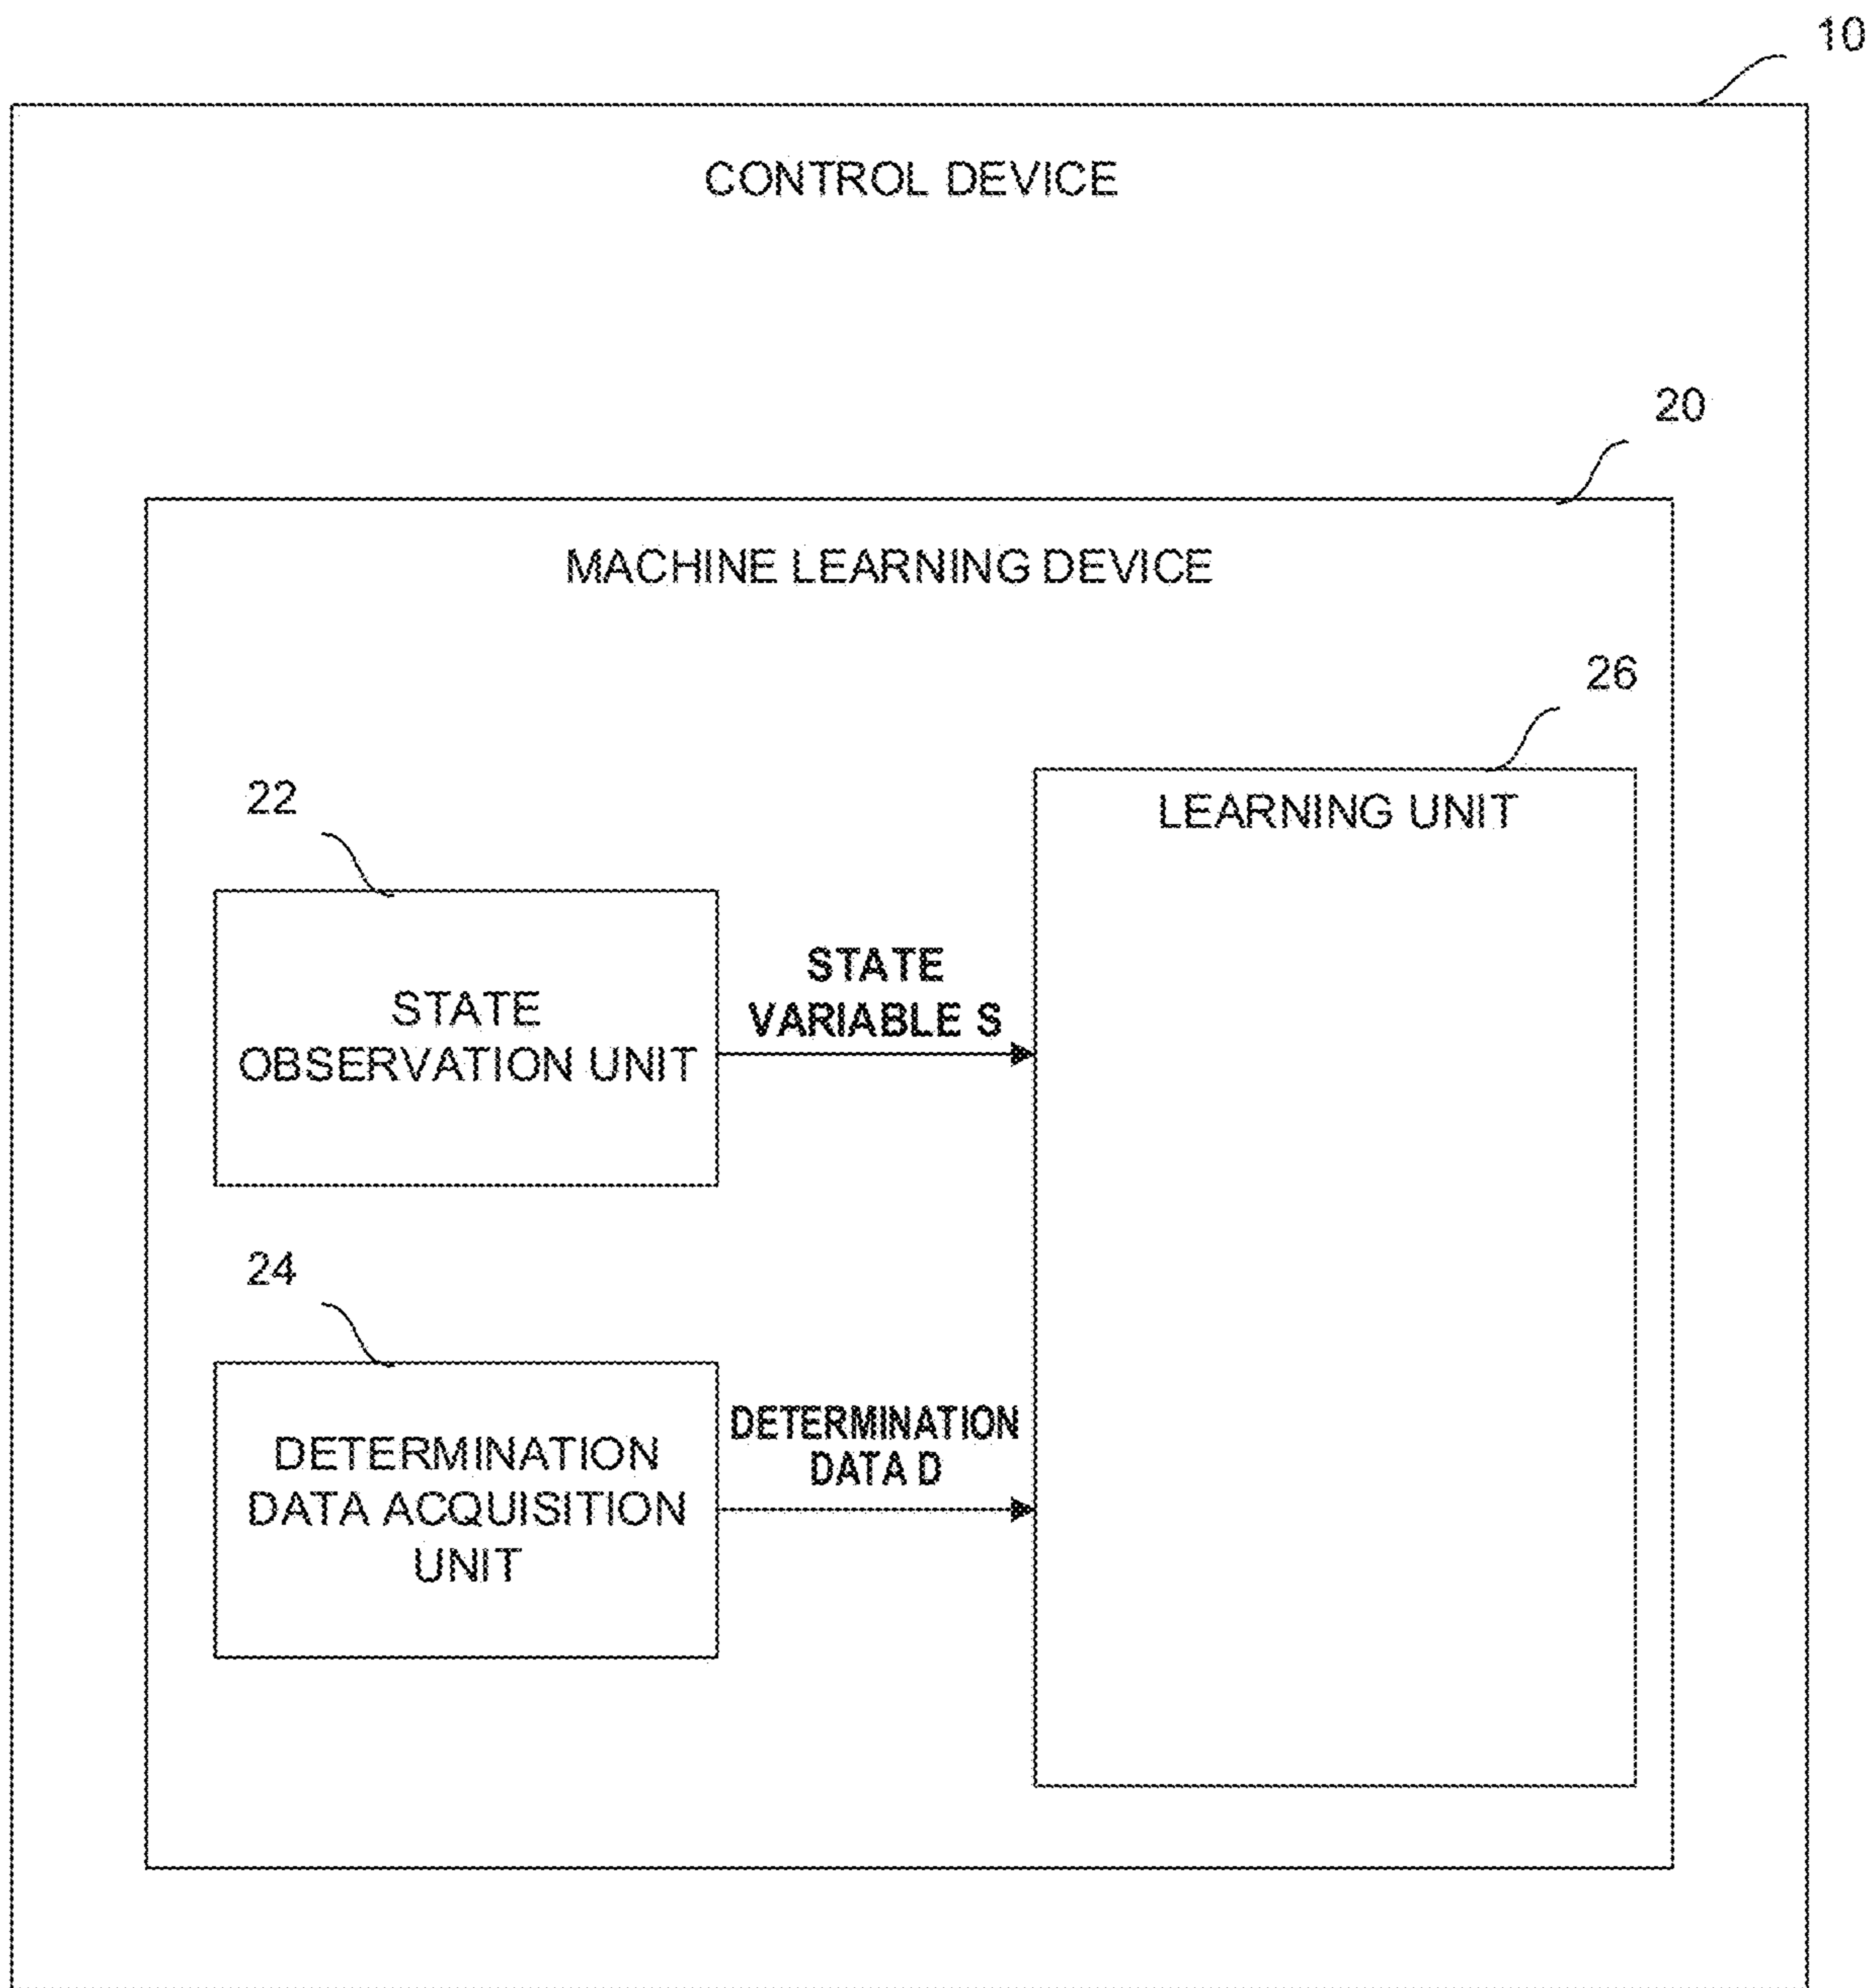 10
CONTROL DEVICE
20
MACHINE LEARNING DEVICE
26
LEARNING UNIT
22
STATE
OBSERVATION UNIT
STATE
VARIABLE S
24
DETERMINATION
DATA ACQUISITION
UNIT
DETERMINATION
DATA D